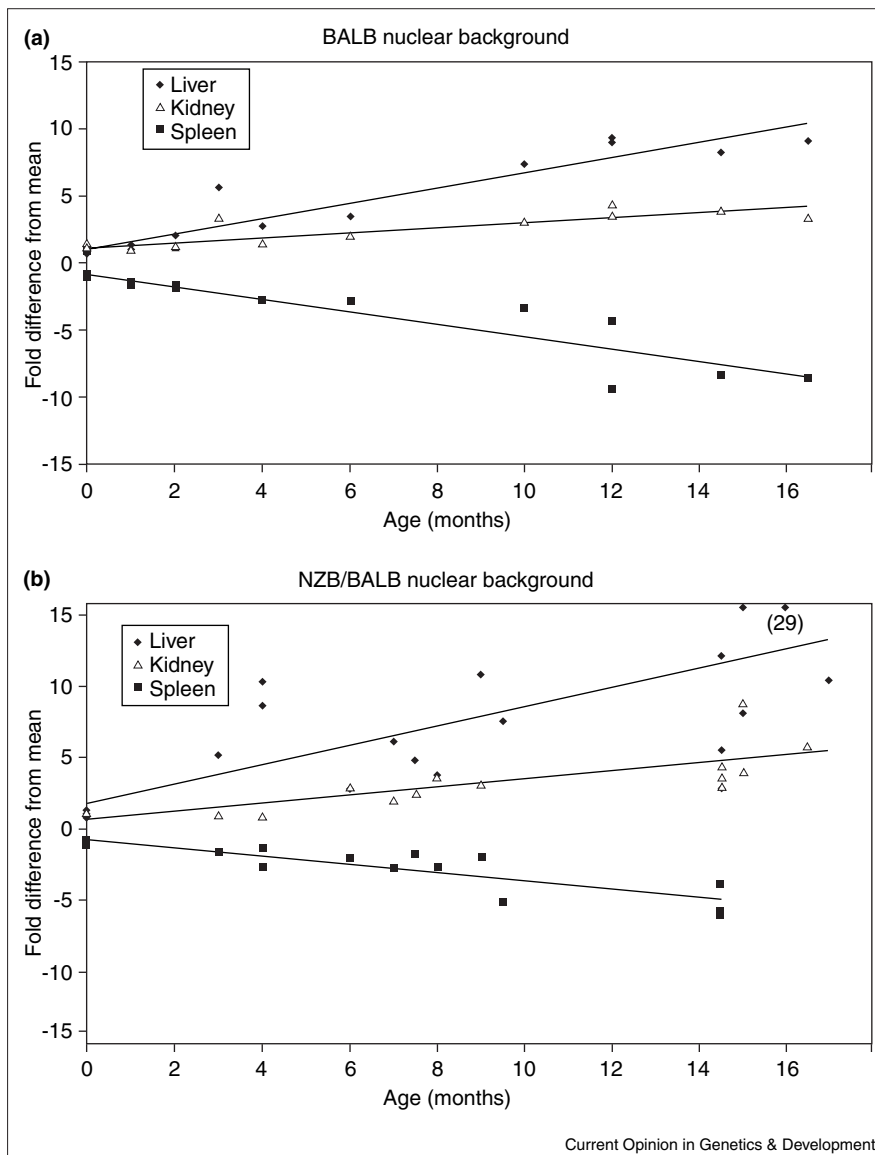 (a)
BALB nuclear background
15
10
5
0
-5
-10
-15
Liver
Kidney
Spleen
Fold difference from mean
0 2 4 6 8 10 12 14 16
Age (months)
(b)
NZB/BALB nuclear background
15
10
5
0
-5
-10
-15
Liver
Kidney
Spleen
(29)
Fold difference from mean
0 2 4 6 8 10 12 14 16
Age (months)
Current Opinion in Genetics & Development